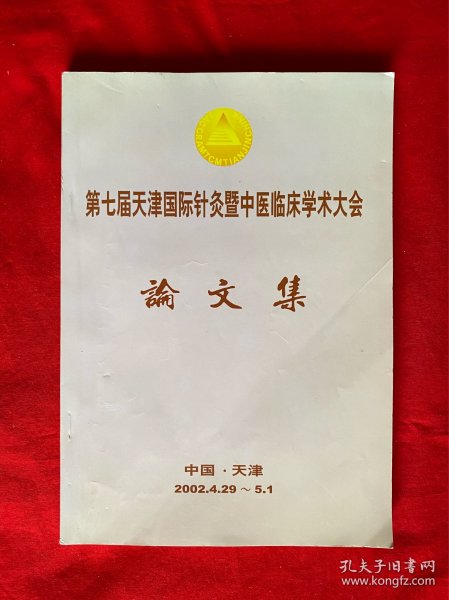 第七届天津国际针灸暨中医临床学术大会
論文集
中国·天津
2002.4.29～5.1
孔夫子旧书网
www.kongfz.com